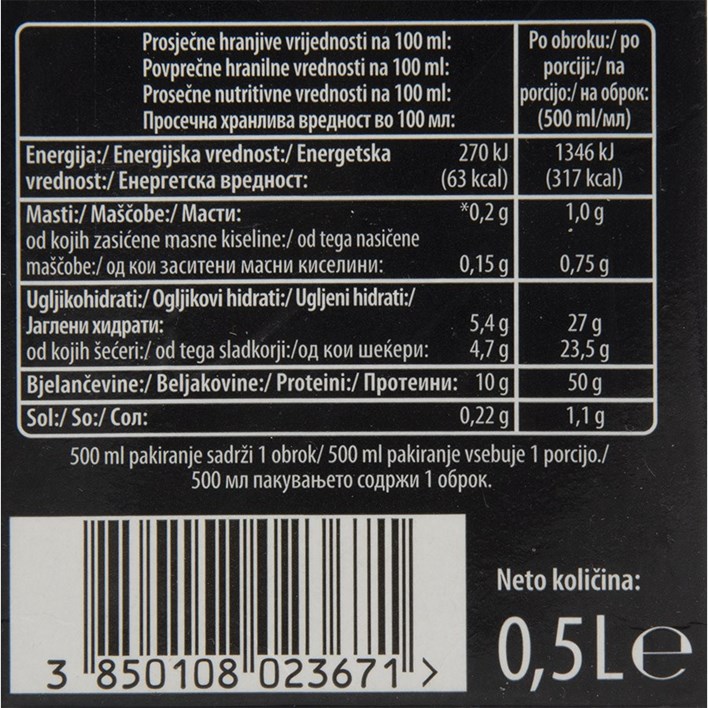 Prosječne hranjive vrijednosti na 100 ml:
Povprečne hranilne vrednosti na 100 ml:
Prosečne nutritivne vrednosti na 100 ml:
Просечна хранлива вредност во 100 мл:
Po obroku:/ po
porciji:/ na
porcijo:/ на оброк:
(500 ml/мл)
Energija:/ Energijska vrednost:/ Energetska
vrednost:/ Енергетска вредност:
270 kJ
(63 kcal)
1346 kJ
(317 kcal)
Masti:/ Maščobe:/ Масти: *0,2 g 1,0 g
od kojih zasićene masne kiseline:/ od tega nasičene
maščobe:/ од кои заситени масни киселини: 0,15 g 0,75 g
Ugljikohidrati:/ Ogljikovi hidrati:/ Ugljeni hidrati:/
Јаглени хидрати: 5,4 g 27 g
od kojih šećeri:/ od tega sladkorji:/од кои шеќери: 4,7 g 23,5 g
Bjelančevine:/ Beljakovine:/ Proteini:/ Протеини: 10 g 50 g
Sol:/ So:/ Сол: 0,22 g 1,1 g
500 ml pakiranje sadrži 1 obrok/ 500 ml pakiranje vsebuje 1 porcijo./
500 мл пакувањето содржи 1 оброк.
Neto količina:
0,5L e
3 850108 023671 >